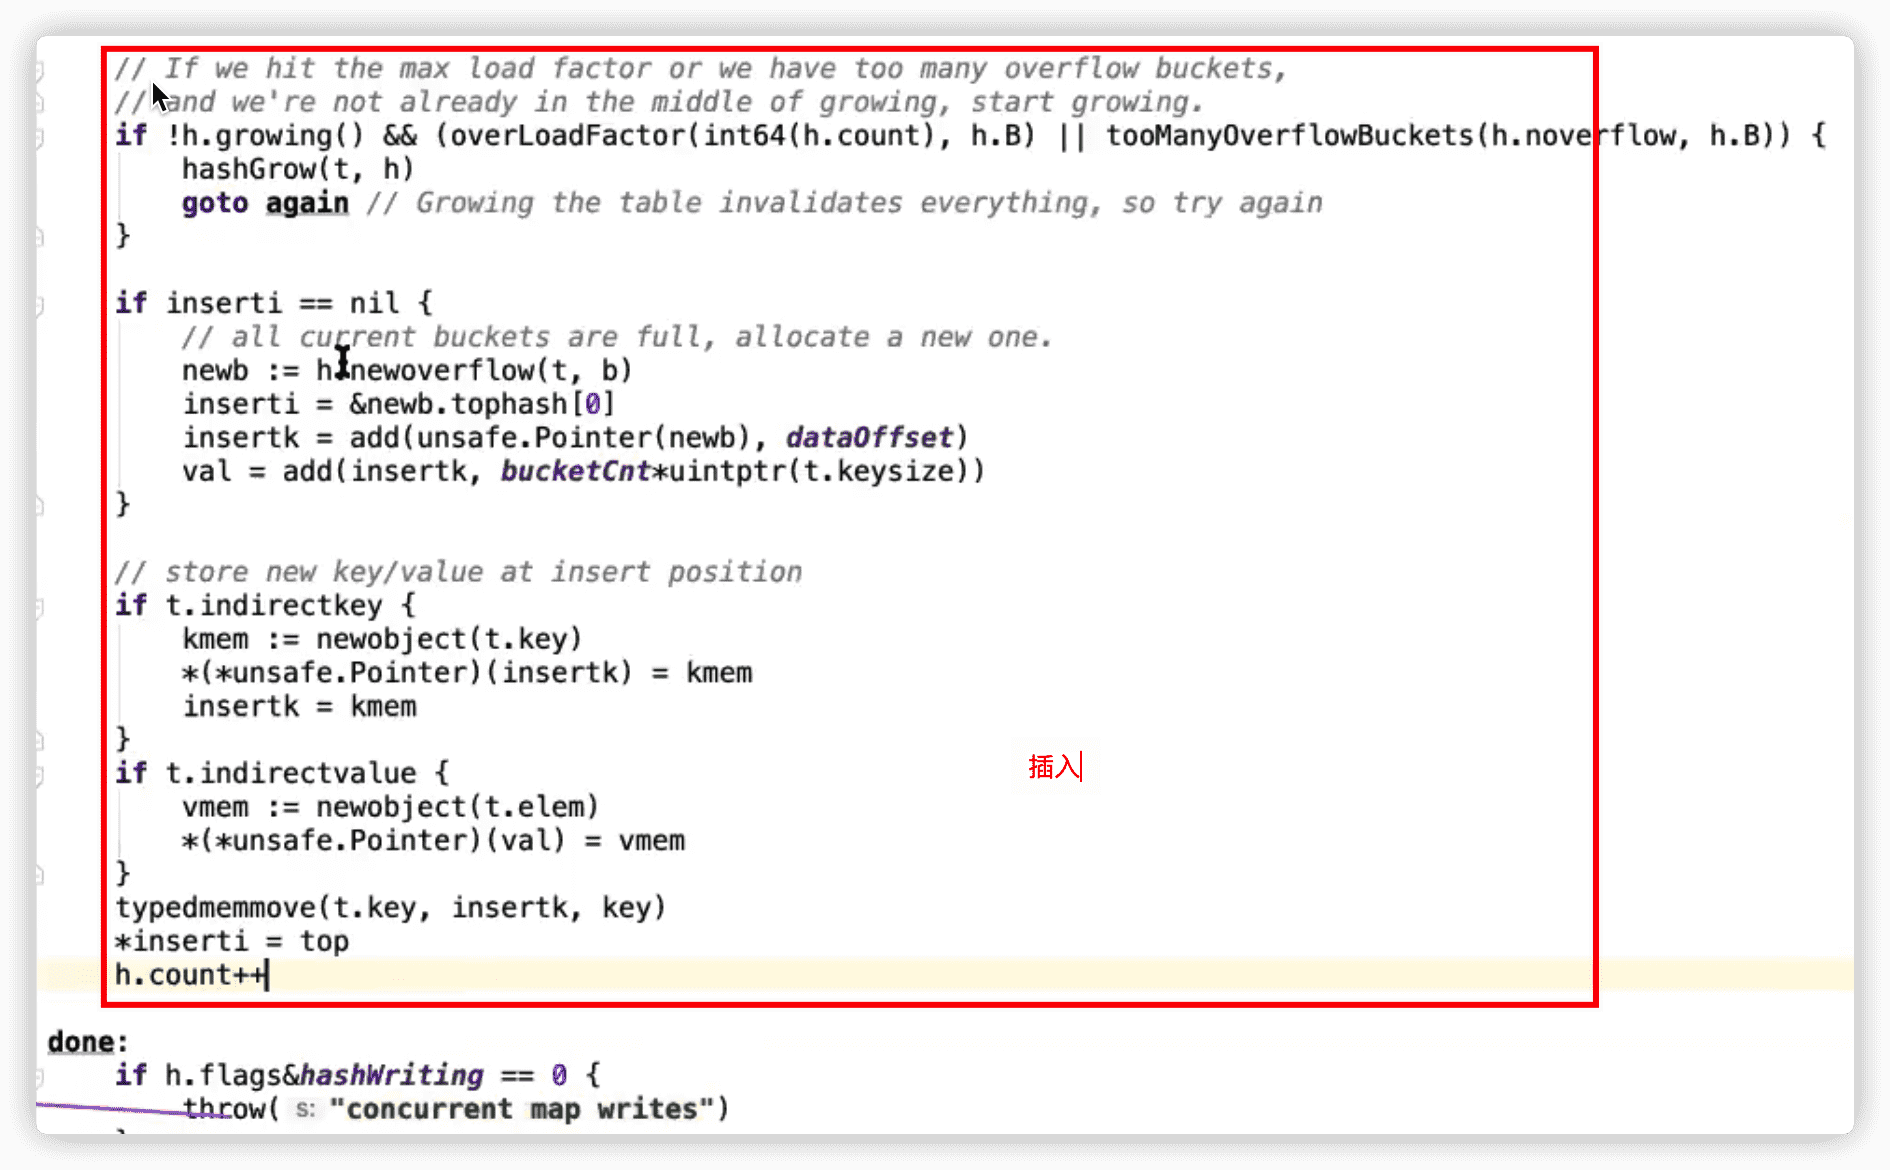 // If we hit the max load factor or we have too many overflow buckets,
// and we're not already in the middle of growing, start growing.
if !h.growing() && (overLoadFactor(int64(h.count), h.B) || tooManyOverflowBuckets(h.noverflow, h.B)) {
hashGrow(t, h)
goto again // Growing the table invalidates everything, so try again
}
if inserti == nil {
// all current buckets are full, allocate a new one.
newb := h.newoverflow(t, b)
inserti = &newb.tophash[0]
insertk = add(unsafe.Pointer(newb), dataOffset)
val = add(insertk, bucketCnt*uintptr(t.keysize))
}
// store new key/value at insert position
if t.indirectkey {
kmem := newobject(t.key)
*(*unsafe.Pointer)(insertk) = kmem
insertk = kmem
}
if t.indirectvalue {
插入
vmem := newobject(t.elem)
*(*unsafe.Pointer)(val) = vmem
}
typedmemmove(t.key, insertk, key)
*inserti = top
h.count++
done:
if h.flags&hashWriting == 0 {
throw( s: "concurrent map writes")